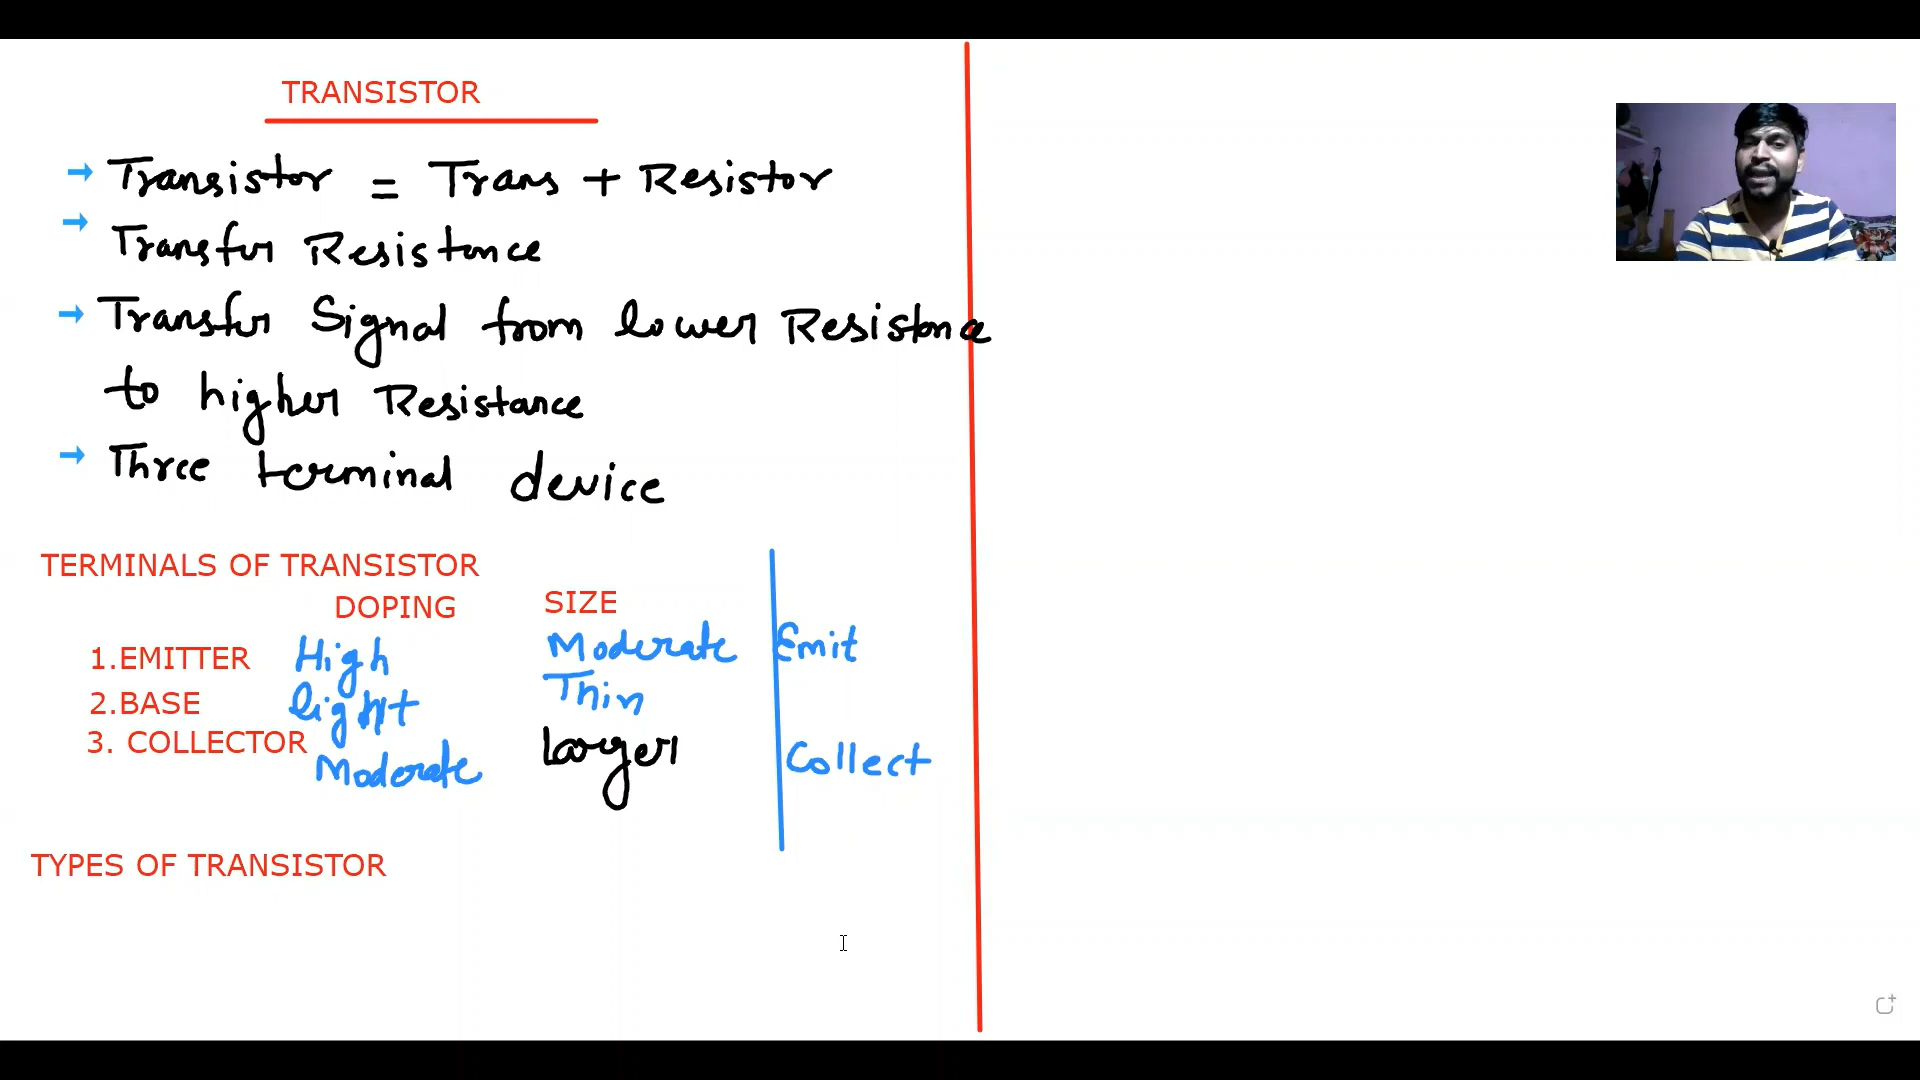 TRANSISTOR
→ Transistor = Trans + Resistor
→ Transfer Resistance
→ Transfer Signal from lower Resistance
to higher Resistance
→ Three terminal device
TERMINALS OF TRANSISTOR
DOPING SIZE
1.EMITTER High Moderate Emit
2.BASE light Thin
3. COLLECTOR Moderate Larger Collect
TYPES OF TRANSISTOR